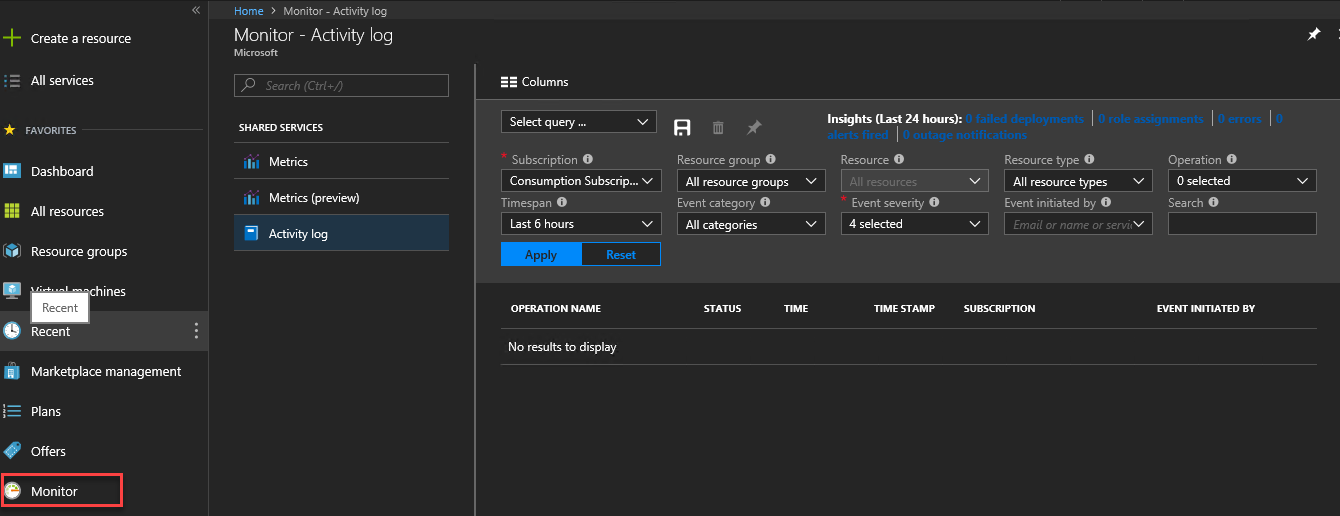 Home > Monitor - Activity log
Monitor - Activity log
Microsoft
Create a resource
All services
FAVORITES
Dashboard
All resources
Resource groups
Virtual machines
Recent
Recent
Marketplace management
Plans
Offers
Monitor
Search (Ctrl+/)
SHARED SERVICES
Metrics
Metrics (preview)
Activity log
Columns
Select query ...
Insights (Last 24 hours): 0 failed deployments | 0 role assignments | 0 errors | 0
alerts fired | 0 outage notifications
* Subscription
Consumption Subscrip...
Resource group
All resource groups
Resource
All resources
Resource type
All resource types
Operation
0 selected
Timespan
Last 6 hours
Event category
All categories
* Event severity
4 selected
Event initiated by
Email or name or servi
Search
Apply
Reset
OPERATION NAME STATUS TIME TIME STAMP SUBSCRIPTION EVENT INITIATED BY
No results to display